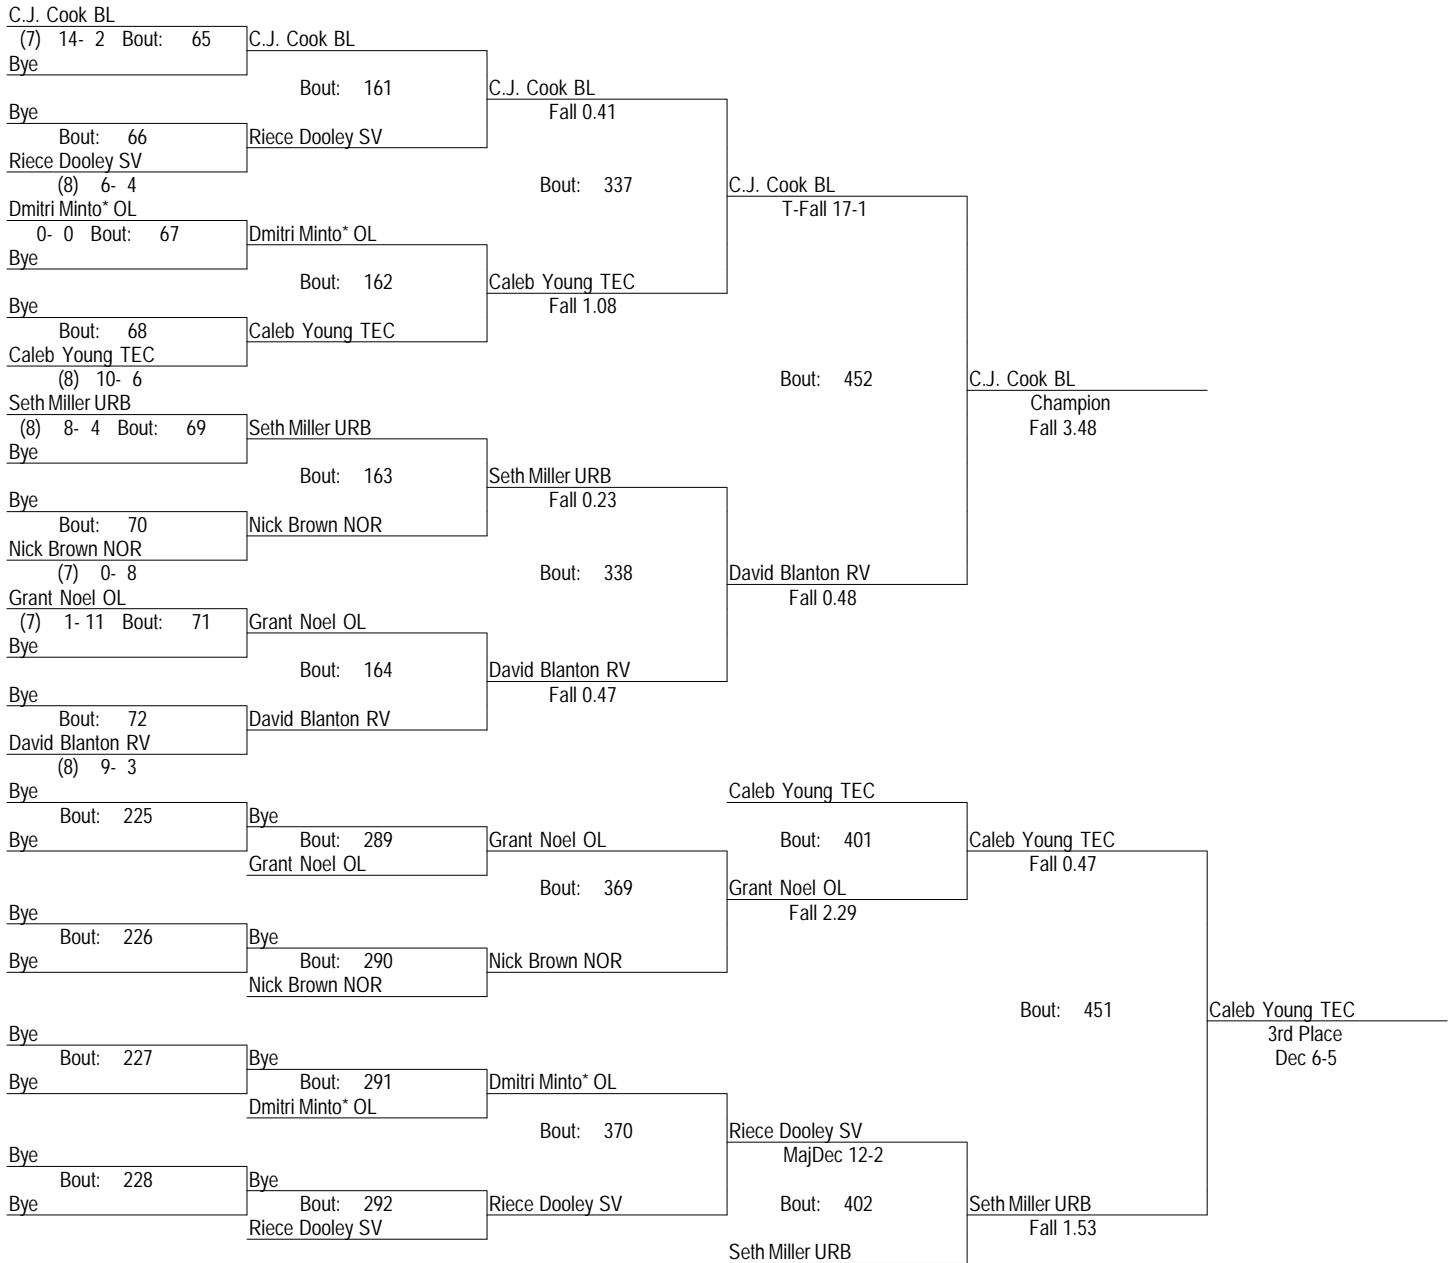 C.J. Cook BL
(7) 14- 2 Bout: 65
Bye
C.J. Cook BL
Bout: 161
Bye
Bout: 66
Riece Dooley SV
(8) 6- 4
Riece Dooley SV
C.J. Cook BL
Fall 0.41
Bout: 337
Dmitri Minto* OL
0- 0 Bout: 67
Bye
Dmitri Minto* OL
Bout: 162
Bye
Bout: 68
Caleb Young TEC
(8) 10- 6
Caleb Young TEC
Caleb Young TEC
Fall 1.08
C.J. Cook BL
T-Fall 17-1
Bout: 452
Seth Miller URB
(8) 8- 4 Bout: 69
Bye
Seth Miller URB
Bout: 163
Bye
Bout: 70
Nick Brown NOR
(7) 0- 8
Nick Brown NOR
Seth Miller URB
Fall 0.23
Bout: 338
Grant Noel OL
(7) 1- 11 Bout: 71
Bye
Grant Noel OL
Bout: 164
Bye
Bout: 72
David Blanton RV
(8) 9- 3
David Blanton RV
David Blanton RV
Fall 0.47
David Blanton RV
Fall 0.48
C.J. Cook BL
Champion
Fall 3.48
Bye
Bout: 225
Bye
Bye
Bout: 289
Grant Noel OL
Grant Noel OL
Bout: 369
Bye
Bout: 226
Bye
Bye
Bout: 290
Nick Brown NOR
Nick Brown NOR
Caleb Young TEC
Bout: 401
Grant Noel OL
Fall 2.29
Caleb Young TEC
Fall 0.47
Bout: 451
Bye
Bout: 227
Bye
Bye
Bout: 291
Dmitri Minto* OL
Dmitri Minto* OL
Bout: 370
Bye
Bout: 228
Bye
Bye
Bout: 292
Riece Dooley SV
Riece Dooley SV
Riece Dooley SV
MajDec 12-2
Bout: 402
Seth Miller URB
Seth Miller URB
Fall 1.53
Caleb Young TEC
3rd Place
Dec 6-5